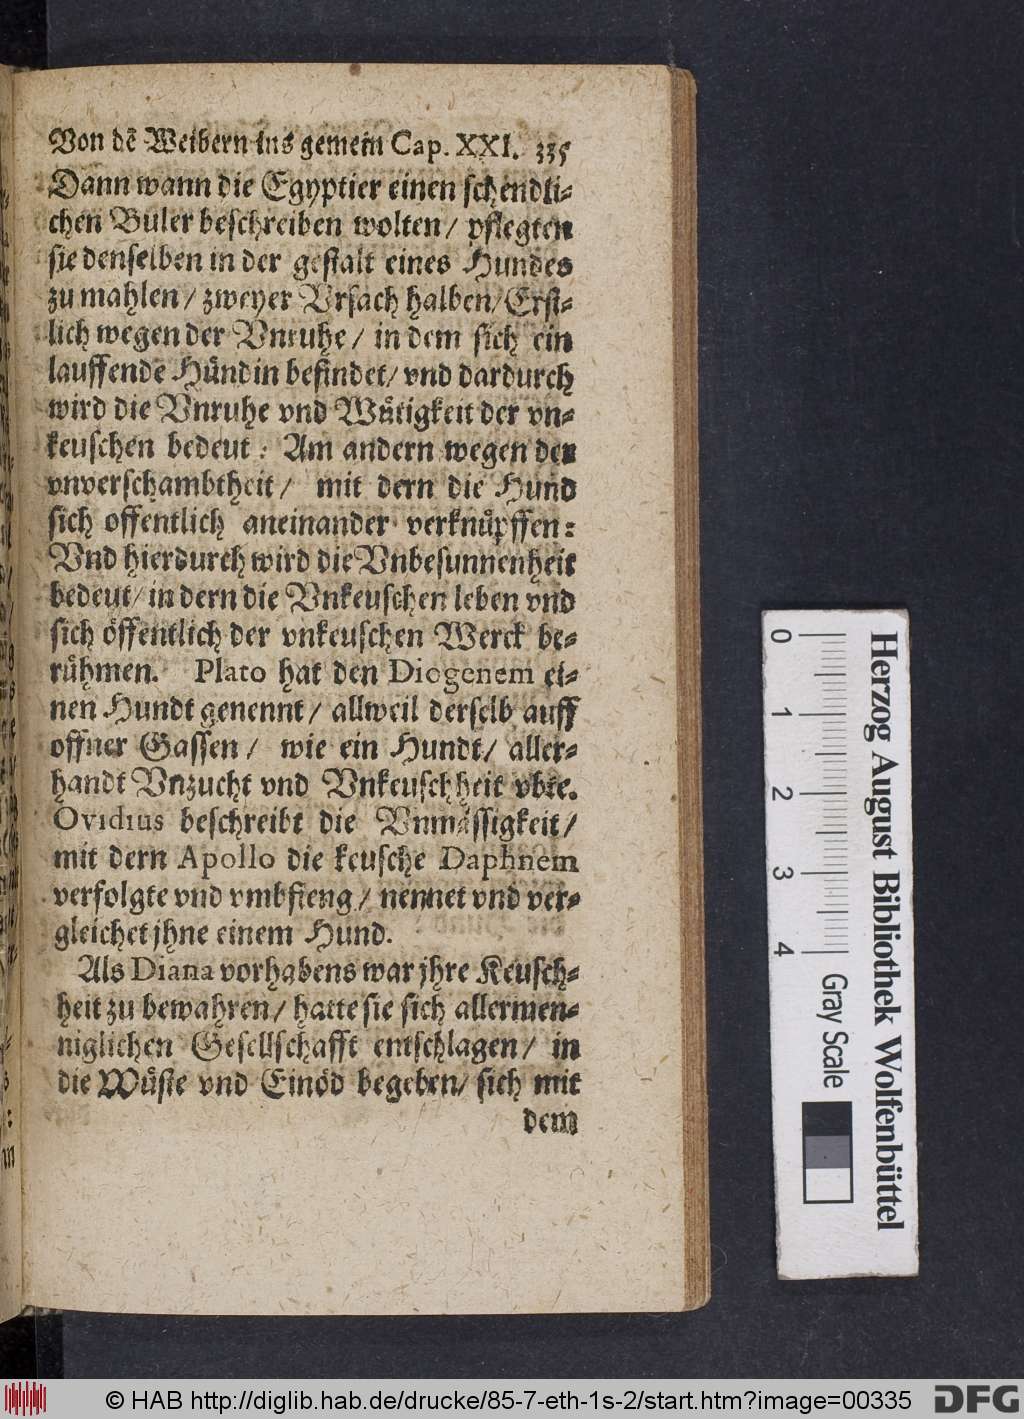 Von dē Weibern ins gemein Cap. XXI. 335
Dann wann die Egyptier einen schendli-
chen Buler beschreiben wolten/ pflegten
sie denselben in der gestalt eines Hundes
zu mahlen/ zweyer Vrsach halben/ Erst-
lich wegen der Vnruhe/ in dem sich ein
lauffende Hündin befindet/ vnd dardurch
wird die Vnruhe vnd Wütigkeit der vn-
keuschen bedeut: Am andern wegen der
vnverschambtheit/ mit dern die Hund
sich offentlich aneinander verknüpffen:
Vnd hierdurch wird die Vnbesunnenheit
bedeut/ in dern die Vnkeuschen leben vnd
sich öffentlich der vnkeuschen Werck be-
rühmen. Plato hat den Diogenem ei-
nen Hundt genennt/ allweil derselb auff
offner Gassen/ wie ein Hundt/ aller-
handt Vnzucht vnd Vnkeuschheit vbte.
Ovidius beschreibt die Vnmässigkeit/
mit dern Apollo die keusche Daphnem
verfolgte vnd vmbfieng/ nennet vnd ver-
gleichet jhne einem Hund.
Als Diana vorhabens war jhre Keusch-
heit zu bewahren/ hatte sie sich allermen-
niglichen Gesellschafft entschlagen/ in
die Wüste vnd Einöd begeben/ sich mit
dem
Herzog August Bibliothek Wolfenbüttel
0 1 2 3 4 Gray Scale
© HAB http://diglib.hab.de/drucke/85-7-eth-1s-2/start.htm?image=00335
DFG